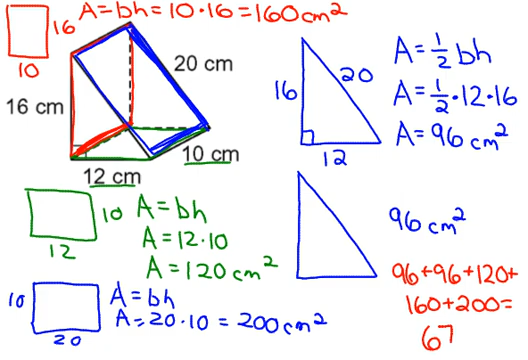 16 A = bh = 10 · 16 = 160 cm²
10
20 cm
16 cm
10 cm
12 cm
16 20
12
A = ½ bh
A = ½ · 12 · 16
A = 96 cm²
10 A = bh
12 A = 12 · 10
A = 120 cm²
96 cm²
10 A = bh
20 A = 20 · 10 = 200 cm²
96 + 96 + 120 +
160 + 200 =
67